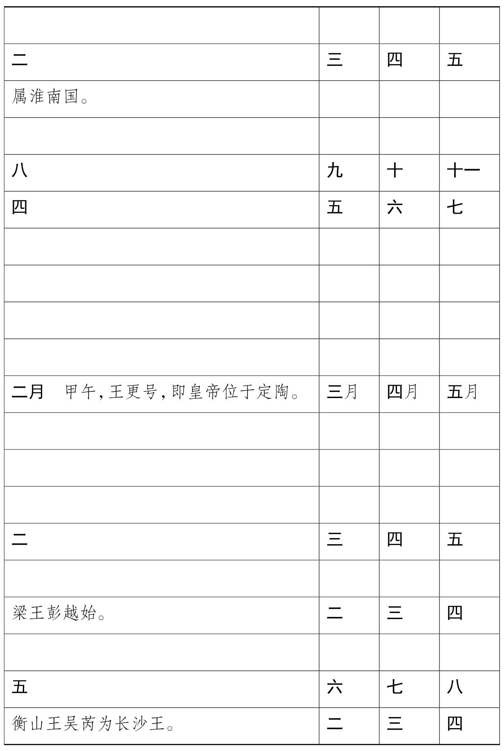 二 三 四 五
属淮南国。
八 九 十 十一
四 五 六 七
二月 甲午,王更号,即皇帝位于定陶。 三月 四月 五月
二 三 四 五
梁王彭越始。 二 三 四
五 六 七 八
衡山王吴芮为长沙王。 二 三 四